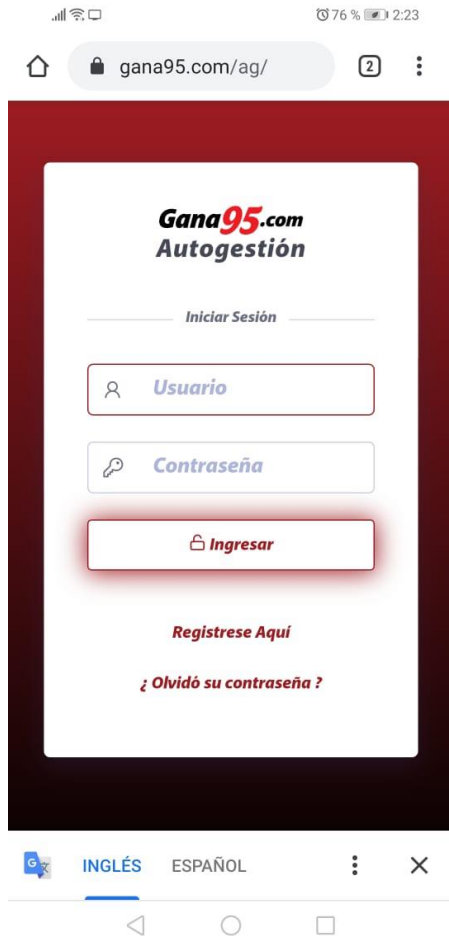 76 % 2:23
gana95.com/ag/
2
Gana95.com
Autogestión
Iniciar Sesión
Usuario
Contraseña
Ingresar
Registrese Aquí
¿ Olvidó su contraseña ?
INGLÉS ESPAÑOL